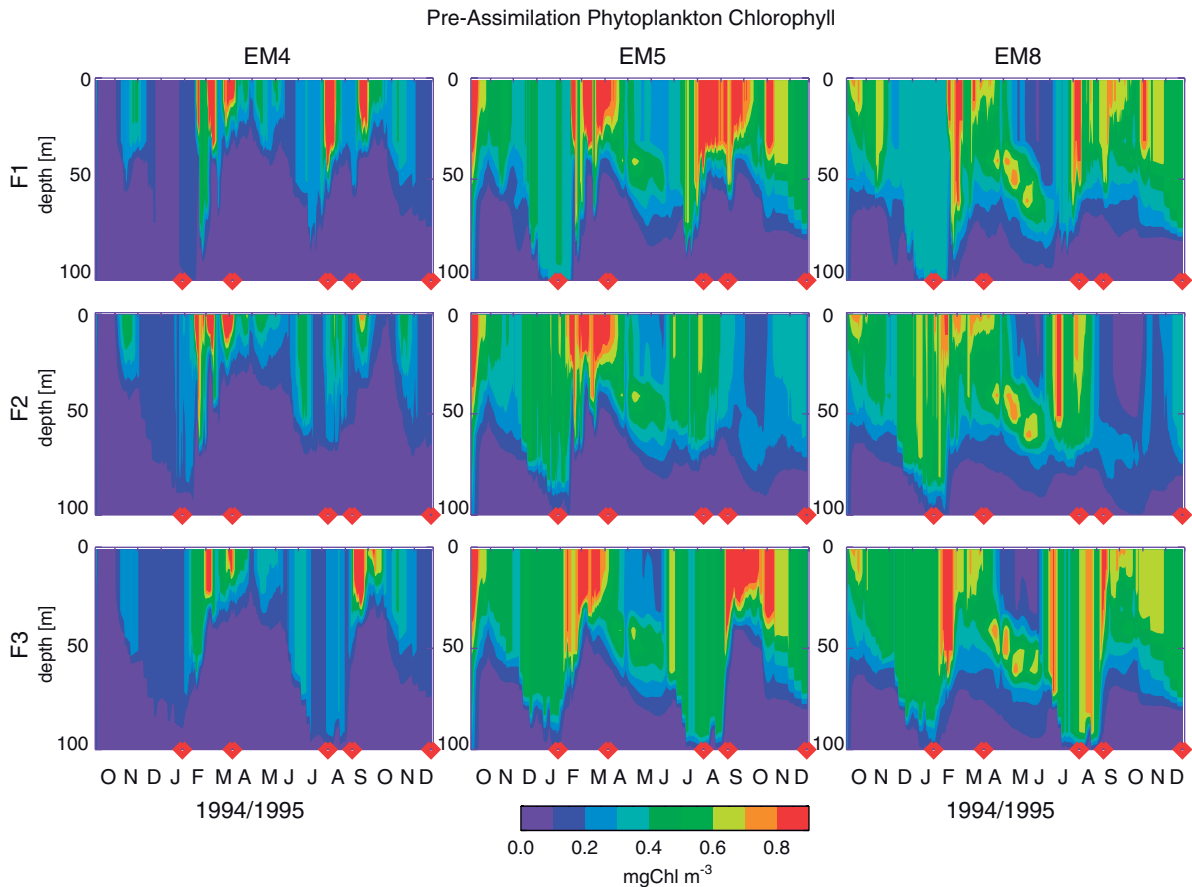 Pre-Assimilation Phytoplankton Chlorophyll
EM4 EM5 EM8
F1
depth [m]
0
50
100
0
50
100
0
50
100
F2
depth [m]
0
50
100
0
50
100
0
50
100
F3
depth [m]
0
50
100
0
50
100
0
50
100
O N D J F M A M J J A S O N D
O N D J F M A M J J A S O N D
O N D J F M A M J J A S O N D
1994/1995
1994/1995
0.0 0.2 0.4 0.6 0.8
mgChl m⁻³